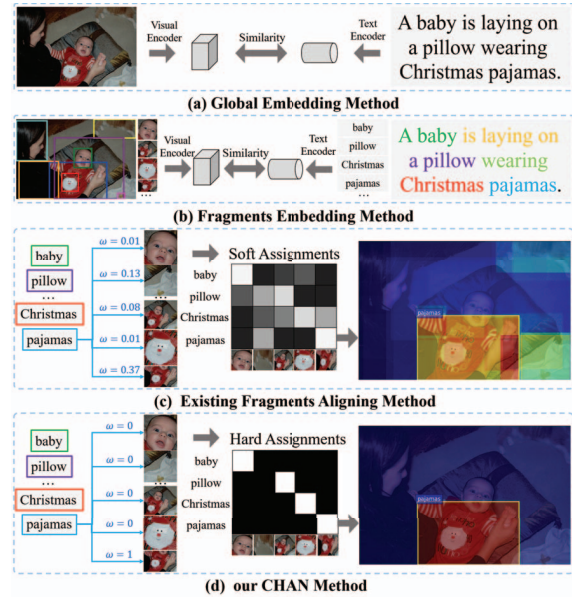 Visual Encoder
Similarity
Text Encoder
A baby is laying on
a pillow wearing
Christmas pajamas.
(a) Global Embedding Method
Visual Encoder
Similarity
Text Encoder
baby
pillow
Christmas
pajamas
...
A baby is laying on
a pillow wearing
Christmas pajamas.
...
(b) Fragments Embedding Method
baby
pillow
...
Christmas
pajamas
ω = 0.01
ω = 0.13
ω = 0.08
ω = 0.01
ω = 0.37
Soft Assignments
baby
pillow
Christmas
pajamas
pajamas
(c) Existing Fragments Aligning Method
baby
pillow
...
Christmas
pajamas
ω = 0
ω = 0
ω = 0
ω = 0
ω = 1
Hard Assignments
baby
pillow
Christmas
pajamas
pajamas
(d) our CHAN Method